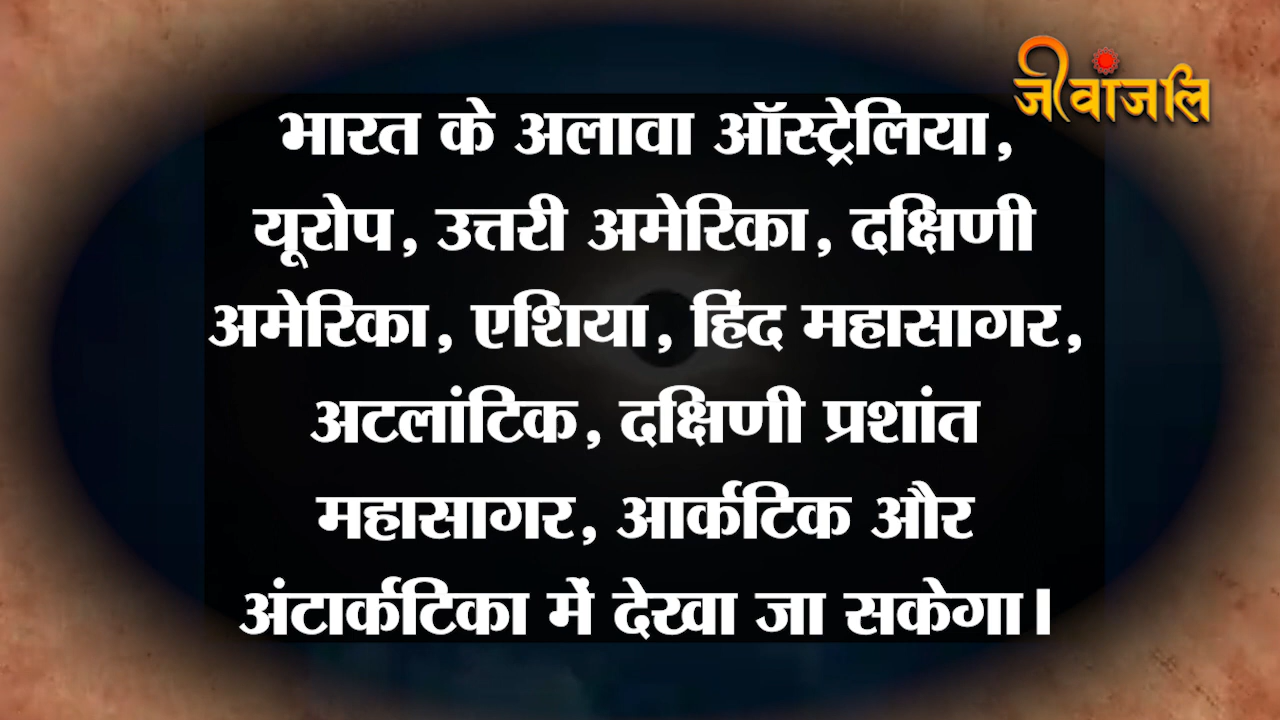 जीवांजलि
भारत के अलावा ऑस्ट्रेलिया,
यूरोप, उत्तरी अमेरिका, दक्षिणी
अमेरिका, एशिया, हिंद महासागर,
अटलांटिक, दक्षिणी प्रशांत
महासागर, आर्कटिक और
अंटार्कटिका में देखा जा सकेगा।